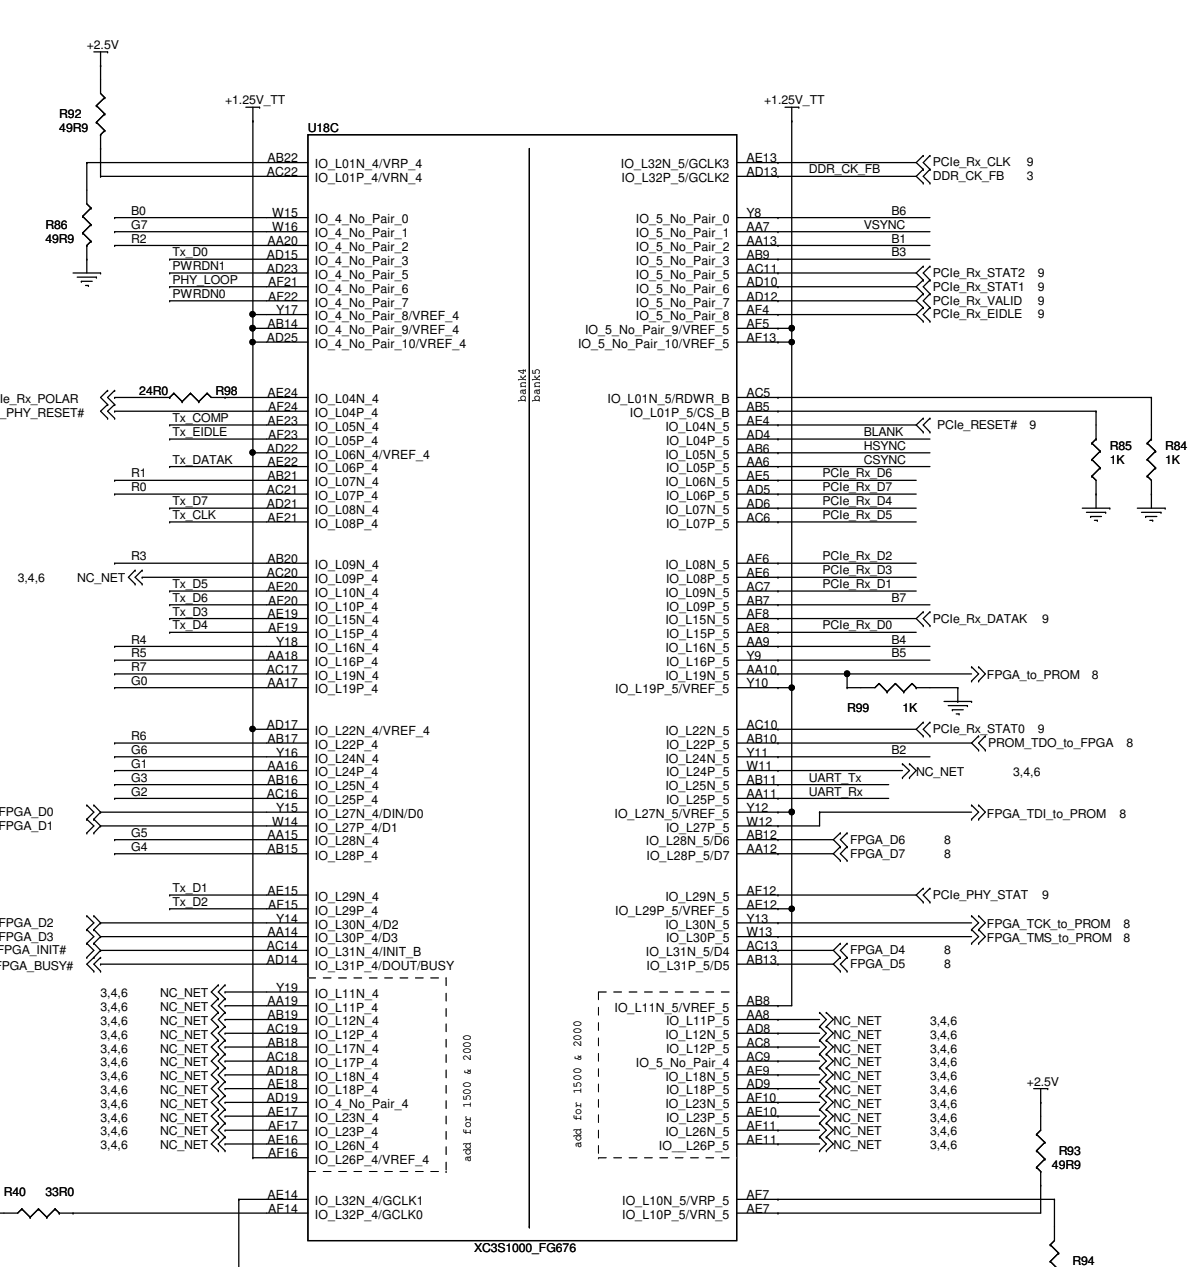 +2.5V
R92
49R9
+1.25V_TT
+1.25V_TT
U18C
AB22 IO_L01N_4/VRP_4 IO_L32N_5/GCLK3 AE13 PCIe_Rx_CLK 9
AC22 IO_L01P_4/VRN_4 IO_L32P_5/GCLK2 AD13 DDR_CK_FB DDR_CK_FB 3
R86
49R9
B0 W15 IO_4_No_Pair_0 IO_5_No_Pair_0 Y8 B6
G7 W16 IO_4_No_Pair_1 IO_5_No_Pair_1 AA7 VSYNC
R2 AA20 IO_4_No_Pair_2 IO_5_No_Pair_2 AA13 B1
Tx_D0 AD15 IO_4_No_Pair_3 IO_5_No_Pair_3 AB9 B3
PWRDN1 AD23 IO_4_No_Pair_5 IO_5_No_Pair_5 AC11 PCIe_Rx_STAT2 9
PHY_LOOP AF21 IO_4_No_Pair_6 IO_5_No_Pair_6 AD10 PCIe_Rx_STAT1 9
PWRDN0 AF22 IO_4_No_Pair_7 IO_5_No_Pair_7 AD12 PCIe_Rx_VALID 9
Y17 IO_4_No_Pair_8/VREF_4 IO_5_No_Pair_8 AF4 PCIe_Rx_EIDLE 9
AB14 IO_4_No_Pair_9/VREF_4 IO_5_No_Pair_9/VREF_5 AF5
AD25 IO_4_No_Pair_10/VREF_4 IO_5_No_Pair_10/VREF_5 AF13
bank4
bank5
Ie_Rx_POLAR 24R0 R98 AE24 IO_L04N_4 IO_L01N_5/RDWR_B AC5
_PHY_RESET# AF24 IO_L04P_4 IO_L01P_5/CS_B AB5
Tx_COMP AE23 IO_L05N_4 IO_L04N_5 AE4 PCIe_RESET# 9
Tx_EIDLE AF23 IO_L05P_4 IO_L04P_5 AD4 BLANK
AD22 IO_L06N_4/VREF_4 IO_L05N_5 AB6 HSYNC
Tx_DATAK AE22 IO_L06P_4 IO_L05P_5 AA6 CSYNC
R85
1K
R84
1K
R1 AB21 IO_L07N_4 IO_L06N_5 AE5 PCIe_Rx_D6
R0 AC21 IO_L07P_4 IO_L06P_5 AD5 PCIe_Rx_D7
Tx_D7 AD21 IO_L08N_4 IO_L07N_5 AD6 PCIe_Rx_D4
Tx_CLK AE21 IO_L08P_4 IO_L07P_5 AC6 PCIe_Rx_D5
R3 AB20 IO_L09N_4 IO_L08N_5 AF6 PCIe_Rx_D2
3,4,6 NC_NET AC20 IO_L09P_4 IO_L08P_5 AE6 PCIe_Rx_D3
Tx_D5 AE20 IO_L10N_4 IO_L09N_5 AC7 PCIe_Rx_D1
Tx_D6 AF20 IO_L10P_4 IO_L09P_5 AB7 B7
Tx_D3 AE19 IO_L15N_4 IO_L15N_5 AF8 PCIe_Rx_DATAK 9
Tx_D4 AF19 IO_L15P_4 IO_L15P_5 AE8 PCIe_Rx_D0
R4 Y18 IO_L16N_4 IO_L16N_5 AA9 B4
R5 AA18 IO_L16P_4 IO_L16P_5 Y9 B5
R7 AC17 IO_L19N_4 IO_L19N_5 AA10 FPGA_to_PROM 8
G0 AA17 IO_L19P_4 IO_L19P_5/VREF_5 Y10
R99 1K
AD17 IO_L22N_4/VREF_4 IO_L22N_5 AC10 PCIe_Rx_STAT0 9
R6 AB17 IO_L22P_4 IO_L22P_5 AB10 PROM_TDO_to_FPGA 8
G6 Y16 IO_L24N_4 IO_L24N_5 Y11 B2
G1 AA16 IO_L24P_4 IO_L24P_5 W11 NC_NET 3,4,6
G3 AB16 IO_L25N_4 IO_L25N_5 AB11 UART_Tx
G2 AC16 IO_L25P_4 IO_L25P_5 AA11 UART_Rx
FPGA_D0 Y15 IO_L27N_4/DIN/D0 IO_L27N_5/VREF_5 Y12
FPGA_D1 W14 IO_L27P_4/D1 IO_L27P_5 W12 FPGA_TDI_to_PROM 8
G5 AA15 IO_L28N_4 IO_L28N_5/D6 AB12 FPGA_D6 8
G4 AB15 IO_L28P_4 IO_L28P_5/D7 AA12 FPGA_D7 8
Tx_D1 AE15 IO_L29N_4 IO_L29N_5 AF12 PCIe_PHY_STAT 9
Tx_D2 AF15 IO_L29P_4 IO_L29P_5/VREF_5 AE12
FPGA_D2 Y14 IO_L30N_4/D2 IO_L30N_5 Y13 FPGA_TCK_to_PROM 8
FPGA_D3 AA14 IO_L30P_4/D3 IO_L30P_5 W13 FPGA_TMS_to_PROM 8
FPGA_INIT# AC14 IO_L31N_4/INIT_B IO_L31N_5/D4 AC13 FPGA_D4 8
FPGA_BUSY# AD14 IO_L31P_4/DOUT/BUSY IO_L31P_5/D5 AB13 FPGA_D5 8
3,4,6 NC_NET Y19 IO_L11N_4 IO_L11N_5/VREF_5 AB8
3,4,6 NC_NET AA19 IO_L11P_4 IO_L11P_5 AA8 NC_NET 3,4,6
3,4,6 NC_NET AB19 IO_L12N_4 IO_L12N_5 AD8 NC_NET 3,4,6
3,4,6 NC_NET AC19 IO_L12P_4 IO_L12P_5 AC8 NC_NET 3,4,6
3,4,6 NC_NET AB18 IO_L17N_4 IO_5_No_Pair_4 AC9 NC_NET 3,4,6
3,4,6 NC_NET AC18 IO_L17P_4 IO_L18N_5 AE9 NC_NET 3,4,6
3,4,6 NC_NET AD18 IO_L18N_4 IO_L18P_5 AD9 NC_NET 3,4,6
3,4,6 NC_NET AE18 IO_L18P_4 IO_L23N_5 AF10 NC_NET 3,4,6
3,4,6 NC_NET AD19 IO_4_No_Pair_4 IO_L23P_5 AE10 NC_NET 3,4,6
3,4,6 NC_NET AE17 IO_L23N_4 IO_L26N_5 AF11 NC_NET 3,4,6
3,4,6 NC_NET AF17 IO_L23P_4 IO__L26P_5 AE11 NC_NET 3,4,6
3,4,6 NC_NET AE16 IO_L26N_4
AF16 IO_L26P_4/VREF_4
add for 1500 & 2000
add for 1500 & 2000
+2.5V
R93
49R9
R40 33R0
AE14 IO_L32N_4/GCLK1 IO_L10N_5/VRP_5 AF7
AF14 IO_L32P_4/GCLK0 IO_L10P_5/VRN_5 AE7
XC3S1000_FG676
R94